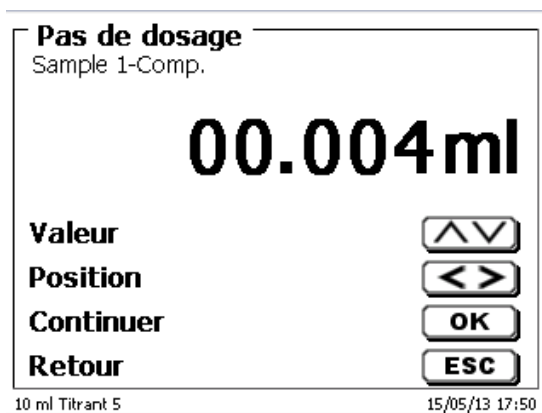 Pas de dosage
Sample 1-Comp.
00.004ml
Valeur
Position < >
Continuer OK
Retour ESC
10 ml Titrant 5 15/05/13 17:50